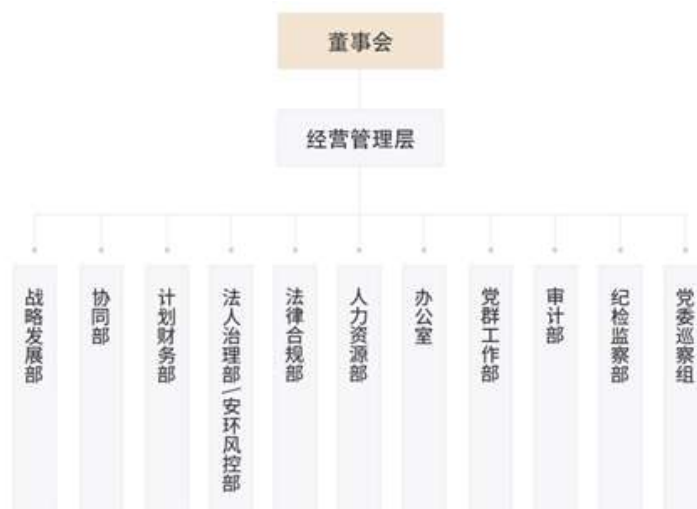 董事会
经营管理层
战略发展部
协同部
计划财务部
法人治理部/安环风控部
法律合规部
人力资源部
办公室
党群工作部
审计部
纪检监察部
党委巡察组